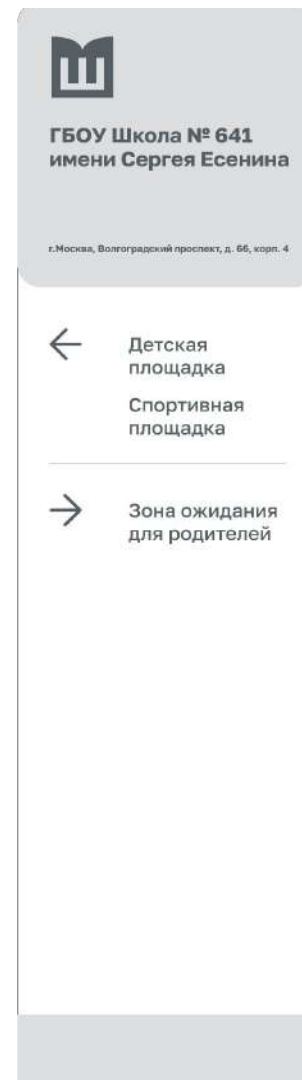 Ш
ГБОУ Школа № 641
имени Сергея Есенина
г.Москва, Волгоградский проспект, д. 66, корп. 4
Детская
площадка
Спортивная
площадка
Зона ожидания
для родителей